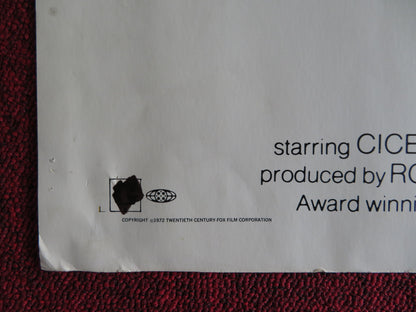 starring CICE
produced by RO
Award winni
COPYRIGHT ©1972 TWENTIETH CENTURY FOX FILM CORPORATION